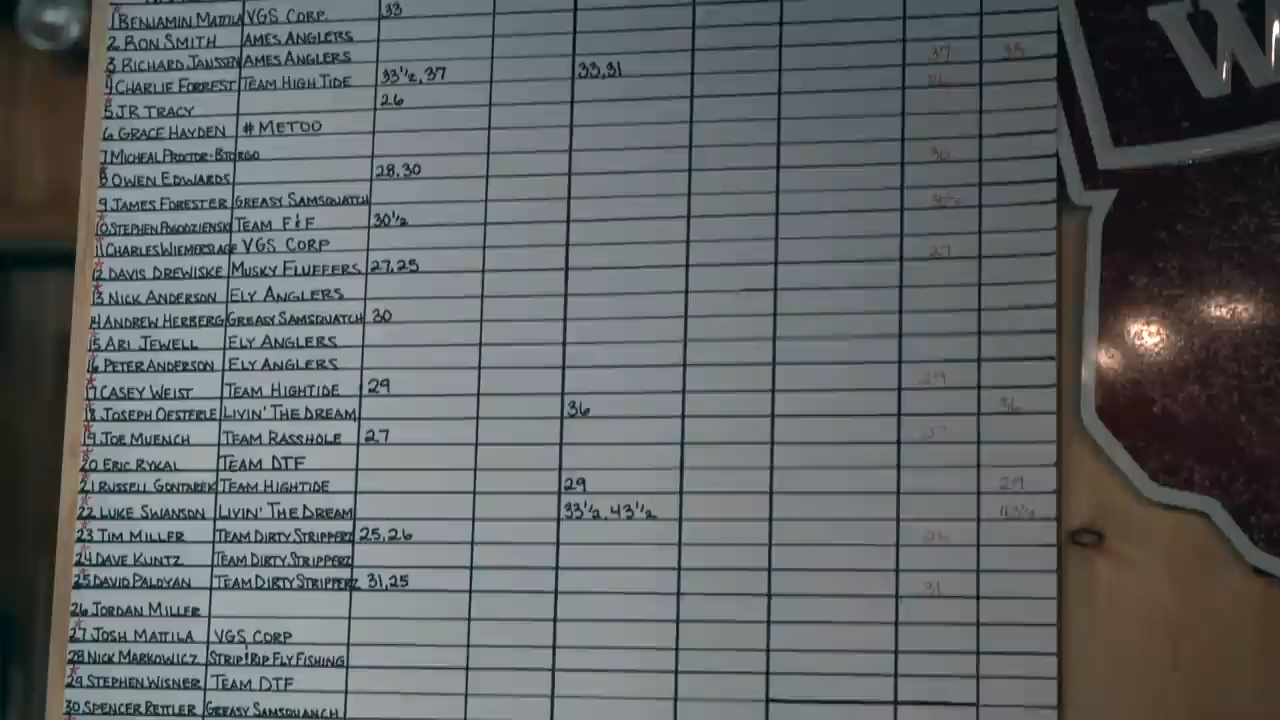 1 BENJAMIN MATTILA VGS CORP. 33
2 RON SMITH AMES ANGLERS
3 RICHARD JANSSEN AMES ANGLERS 37 33
4 CHARLIE FORREST TEAM HIGH TIDE 33½, 37 33, 31
5 JR TRACY 26
6 GRACE HAYDEN #METOO
7 MICHEAL PROCTOR- 30
8 OWEN EDWARDS 28,30
9 JAMES FORESTER GREASY SAMSQUATCH
10 STEPHEN TEAM F&F 30½
11 CHARLES WIEMERSLAGE VGS CORP 27
12 DAVIS DREWISKE MUSKY FLUFFERS 27,25
13 NICK ANDERSON ELY ANGLERS
14 ANDREW HERBERG GREASY SAMSQUATCH 30
15 ARI JEWELL ELY ANGLERS
16 PETER ANDERSON ELY ANGLERS
17 CASEY WEIST TEAM HIGHTIDE 29 29
18 JOSEPH OESTERLE LIVIN' THE DREAM 36 36
19 JOE MUENCH TEAM RASSHOLE 27 27
20 ERIC RYKAL TEAM DTF
21 RUSSELL GONTAREK TEAM HIGHTIDE 29 29
22 LUKE SWANSON LIVIN' THE DREAM 33½, 43½ 43½
23 TIM MILLER TEAM DIRTY STRIPPERZ 25,26 26
24 DAVE KUNTZ TEAM DIRTY STRIPPERZ
25 DAVID PALOYAN TEAM DIRTY STRIPPERZ 31,25 31
26 JORDAN MILLER
27 JOSH MATTILA VGS CORP
28 NICK MARKOWICZ STRIP!RIP FLY FISHING
29 STEPHEN WISNER TEAM DTF
30 SPENCER RETTLER GREASY SAMSQUANCH
W